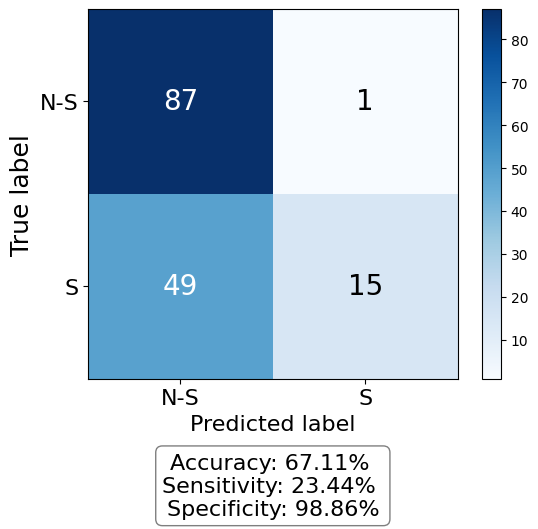 N-S
87
1
S
49
15
N-S
S
True label
Predicted label
80
70
60
50
40
30
20
10
Accuracy: 67.11%
Sensitivity: 23.44%
Specificity: 98.86%